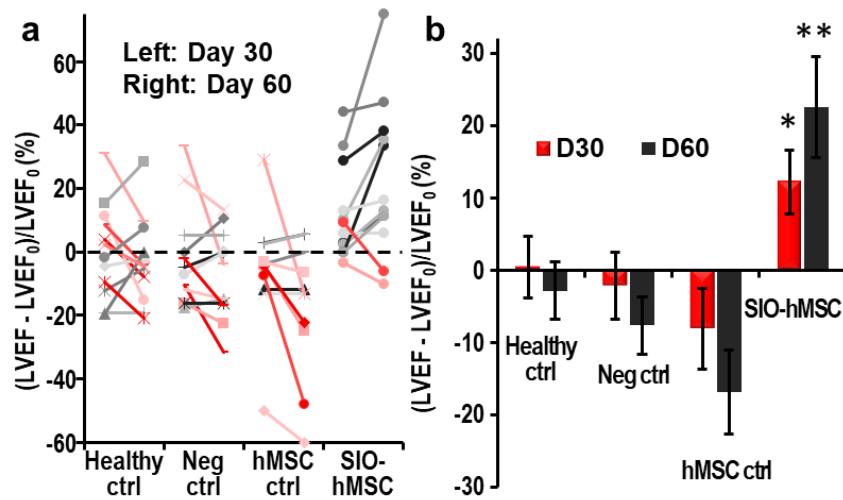 a
Left: Day 30
Right: Day 60
(LVEF - LVEF₀)/LVEF₀ (%)
60
40
20
0
-20
-40
-60
Healthy
ctrl
Neg
ctrl
hMSC
ctrl
SIO-
hMSC
b
(LVEF - LVEF₀)/LVEF₀ (%)
30
20
10
0
-10
-20
-30
D30
D60
*
**
Healthy
ctrl
Neg ctrl
hMSC ctrl
SIO-hMSC